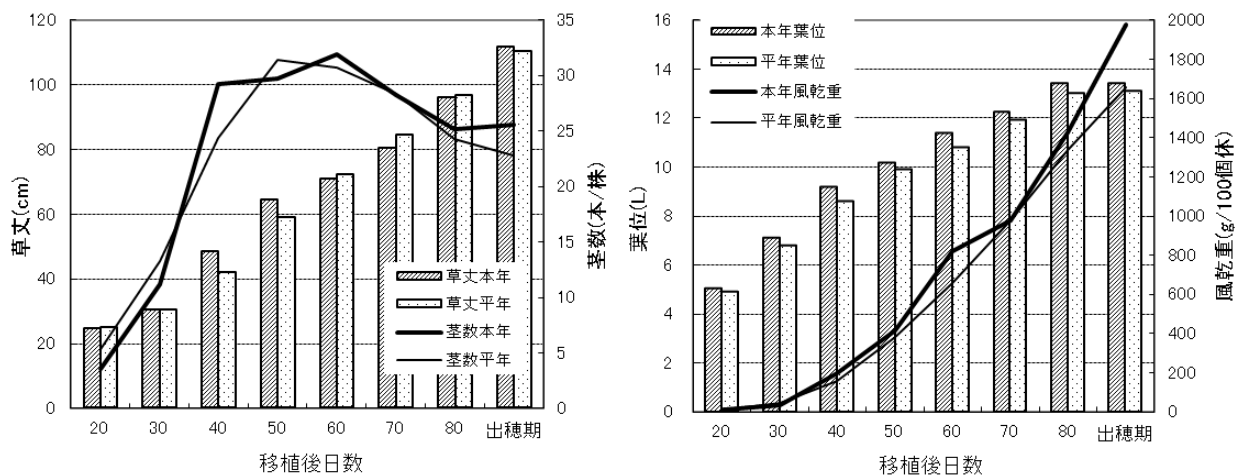 120
100
80
60
40
20
0
草丈(cm)
35
30
25
20
15
10
5
0
茎数(本/株)
草丈本年
草丈平年
茎数本年
茎数平年
20 30 40 50 60 70 80 出穂期
移植後日数
16
14
12
10
8
6
4
2
0
葉位(L)
2000
1800
1600
1400
1200
1000
800
600
400
200
0
風乾重(g/100個体)
本年葉位
平年葉位
本年風乾重
平年風乾重
20 30 40 50 60 70 80 出穂期
移植後日数